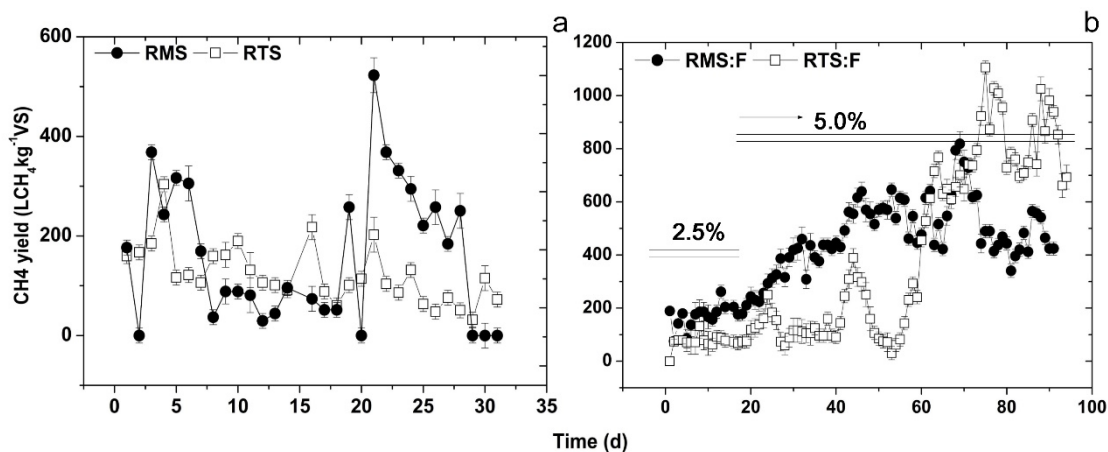 a
b
RMS RTS
RMS:F RTS:F
CH4 yield (LCH₄kg⁻¹VS)
600
400
200
0
0 5 10 15 20 25 30 35
1200
1000
800
600
400
200
0
5.0%
2.5%
0 20 40 60 80 100
Time (d)